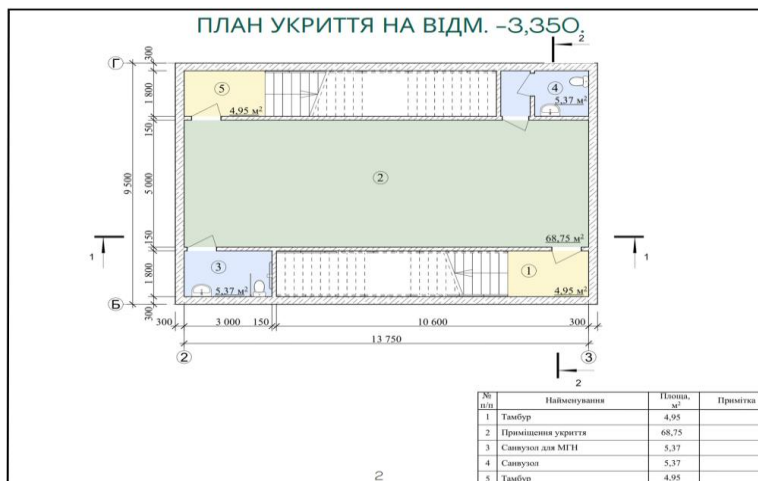 ПЛАН УКРИТТЯ НА ВІДМ. -3,350.
2
Г
300
5
4,95 м²
4
5,37 м²
1 800
150
9 500
5 000
2
68,75 м²
150
1
1
3
5,37 м²
1
4,95 м²
1 800
Б
300
300
3 000
150
10 600
300
13 750
2
3
2
№ п/п Найменування Площа, м² Примітка
1 Тамбур 4,95
2 Приміщення укриття 68,75
3 Санвузол для МГН 5,37
4 Санвузол 5,37
5 Тамбур 4,95
2